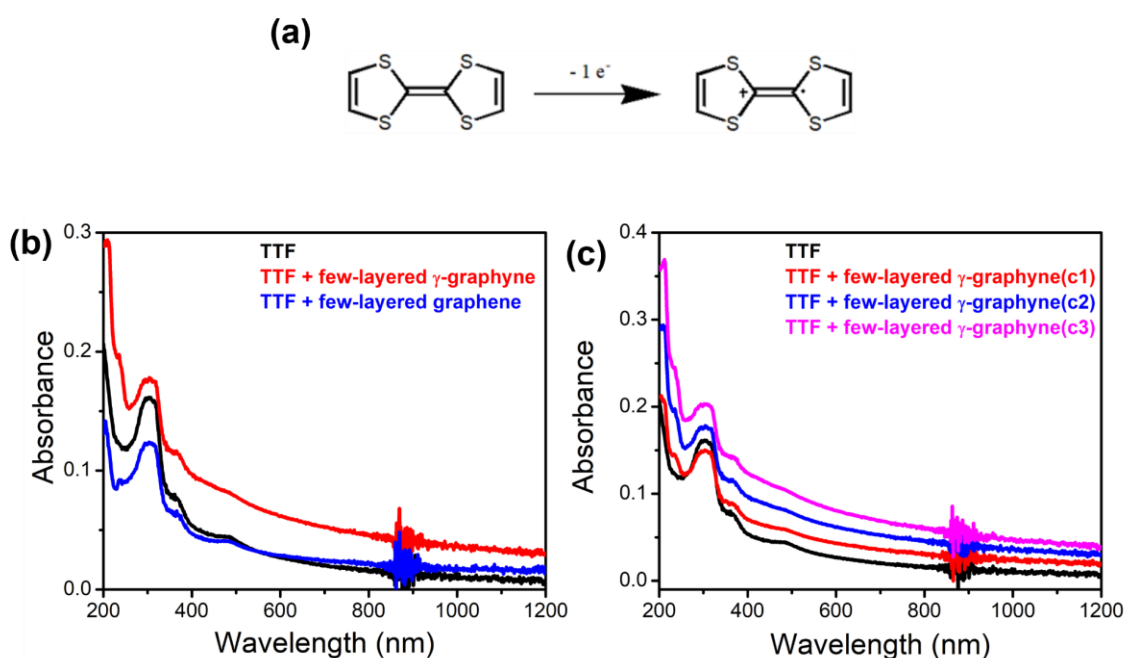 (a)
S S
- 1 e-
S S
+ .
S S
S S
(b)
TTF
TTF + few-layered γ-graphyne
TTF + few-layered graphene
0.3
0.2
0.1
0.0
Absorbance
200 400 600 800 1000 1200
Wavelength (nm)
(c)
TTF
TTF + few-layered γ-graphyne(c1)
TTF + few-layered γ-graphyne(c2)
TTF + few-layered γ-graphyne(c3)
0.4
0.3
0.2
0.1
0.0
Absorbance
200 400 600 800 1000 1200
Wavelength (nm)